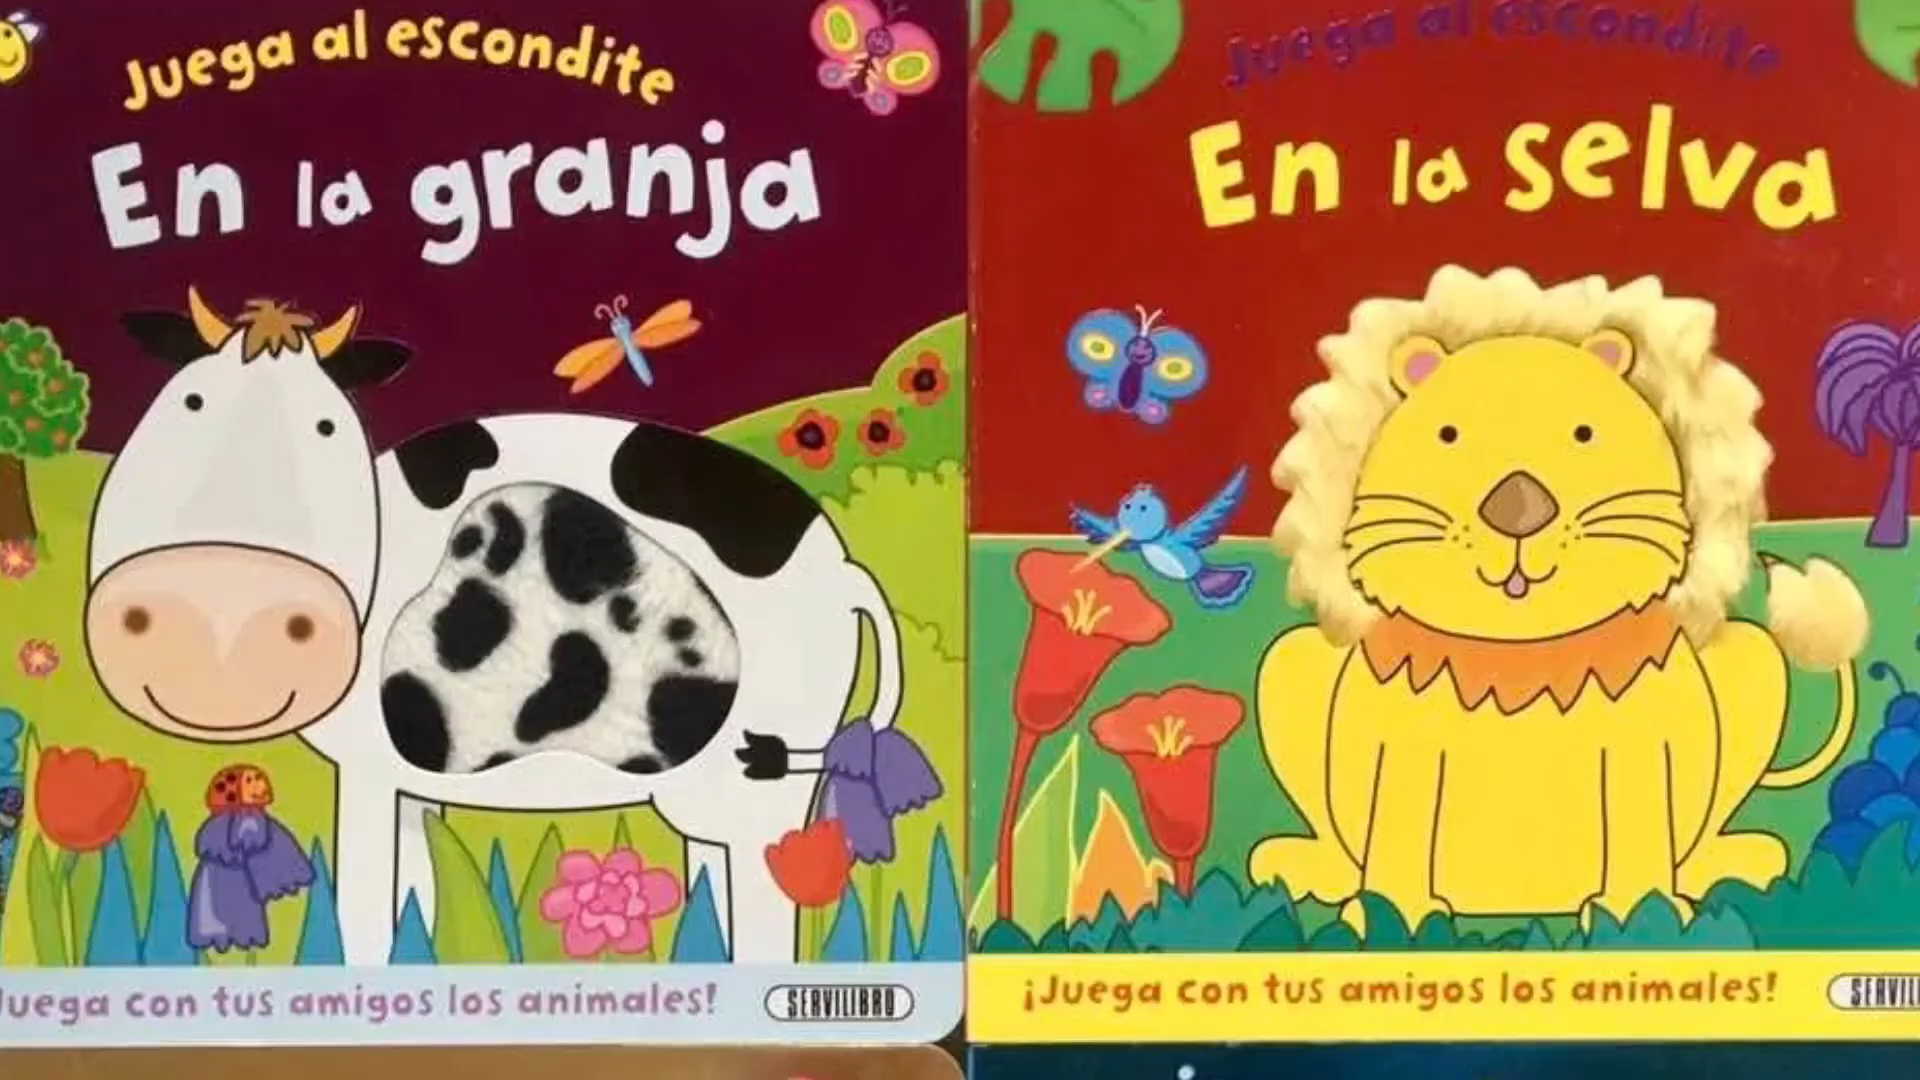 Juega al escondite
En la granja
Juega con tus amigos los animales!
SERVILIBRO
Juega al escondite
En la selva
¡Juega con tus amigos los animales!